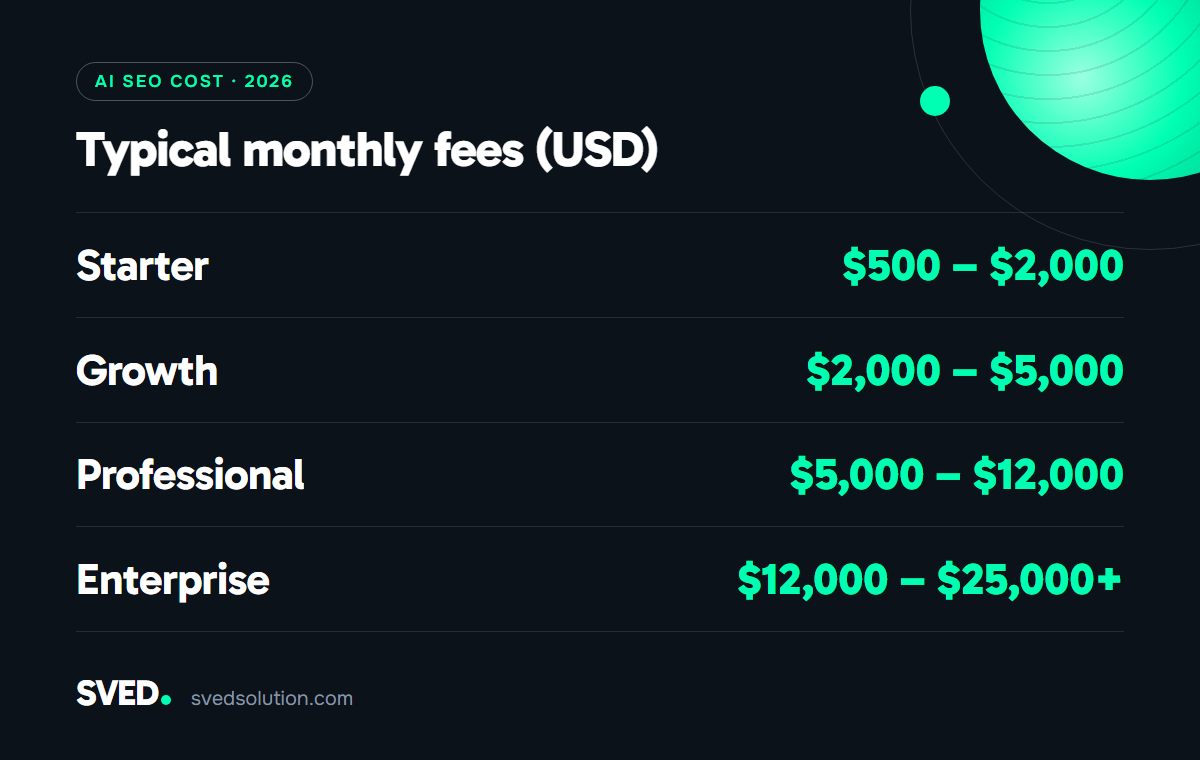 AI SEO COST · 2026
Typical monthly fees (USD)
Starter $500 – $2,000
Growth $2,000 – $5,000
Professional $5,000 – $12,000
Enterprise $12,000 – $25,000+
SVED. svedsolution.com